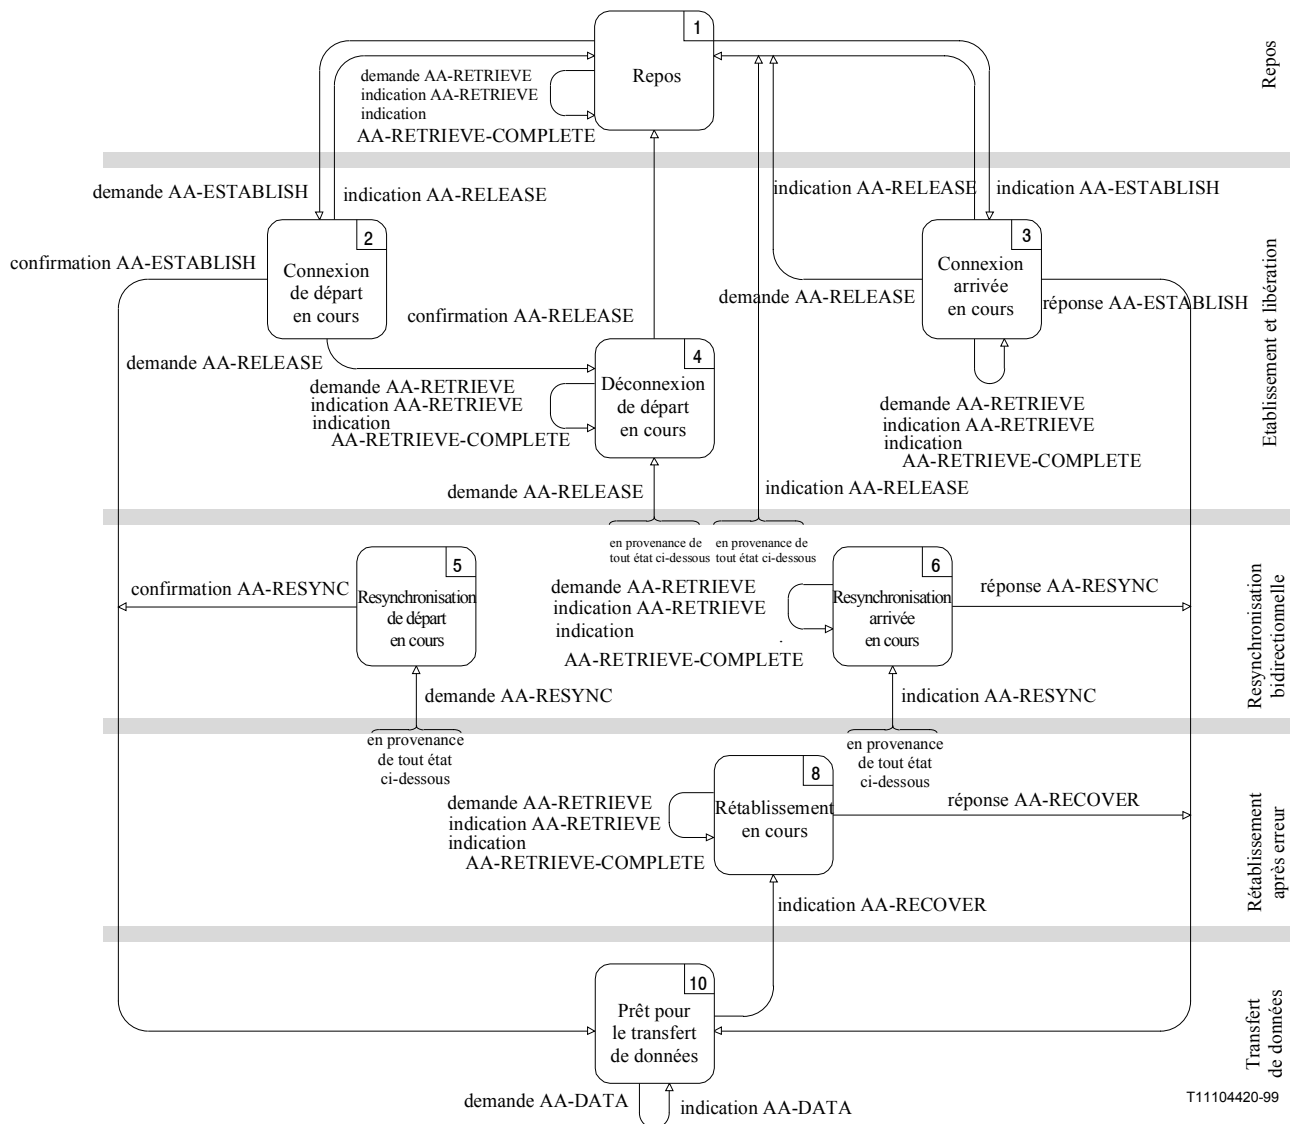 1
Repos
demande AA-RETRIEVE
indication AA-RETRIEVE
indication
AA-RETRIEVE-COMPLETE
Repos
demande AA-ESTABLISH
indication AA-RELEASE
indication AA-RELEASE
indication AA-ESTABLISH
2
Connexion
de départ
en cours
confirmation AA-ESTABLISH
demande AA-RELEASE
confirmation AA-RELEASE
3
Connexion
arrivée
en cours
demande AA-RELEASE
réponse AA-ESTABLISH
4
Déconnexion
de départ
en cours
demande AA-RETRIEVE
indication AA-RETRIEVE
indication
AA-RETRIEVE-COMPLETE
demande AA-RETRIEVE
indication AA-RETRIEVE
indication
AA-RETRIEVE-COMPLETE
demande AA-RELEASE
indication AA-RELEASE
Etablissement et libération
en provenance de
tout état ci-dessous
en provenance de
tout état ci-dessous
5
Resynchronisation
de départ
en cours
confirmation AA-RESYNC
demande AA-RESYNC
demande AA-RETRIEVE
indication AA-RETRIEVE
indication
AA-RETRIEVE-COMPLETE
6
Resynchronisation
arrivée
en cours
réponse AA-RESYNC
indication AA-RESYNC
Resynchronisation
bidirectionnelle
en provenance
de tout état
ci-dessous
en provenance
de tout état
ci-dessous
8
Rétablissement
en cours
demande AA-RETRIEVE
indication AA-RETRIEVE
indication
AA-RETRIEVE-COMPLETE
réponse AA-RECOVER
indication AA-RECOVER
Rétablissement
après erreur
10
Prêt pour
le transfert
de données
demande AA-DATA
indication AA-DATA
Transfert
de données
T11104420-99